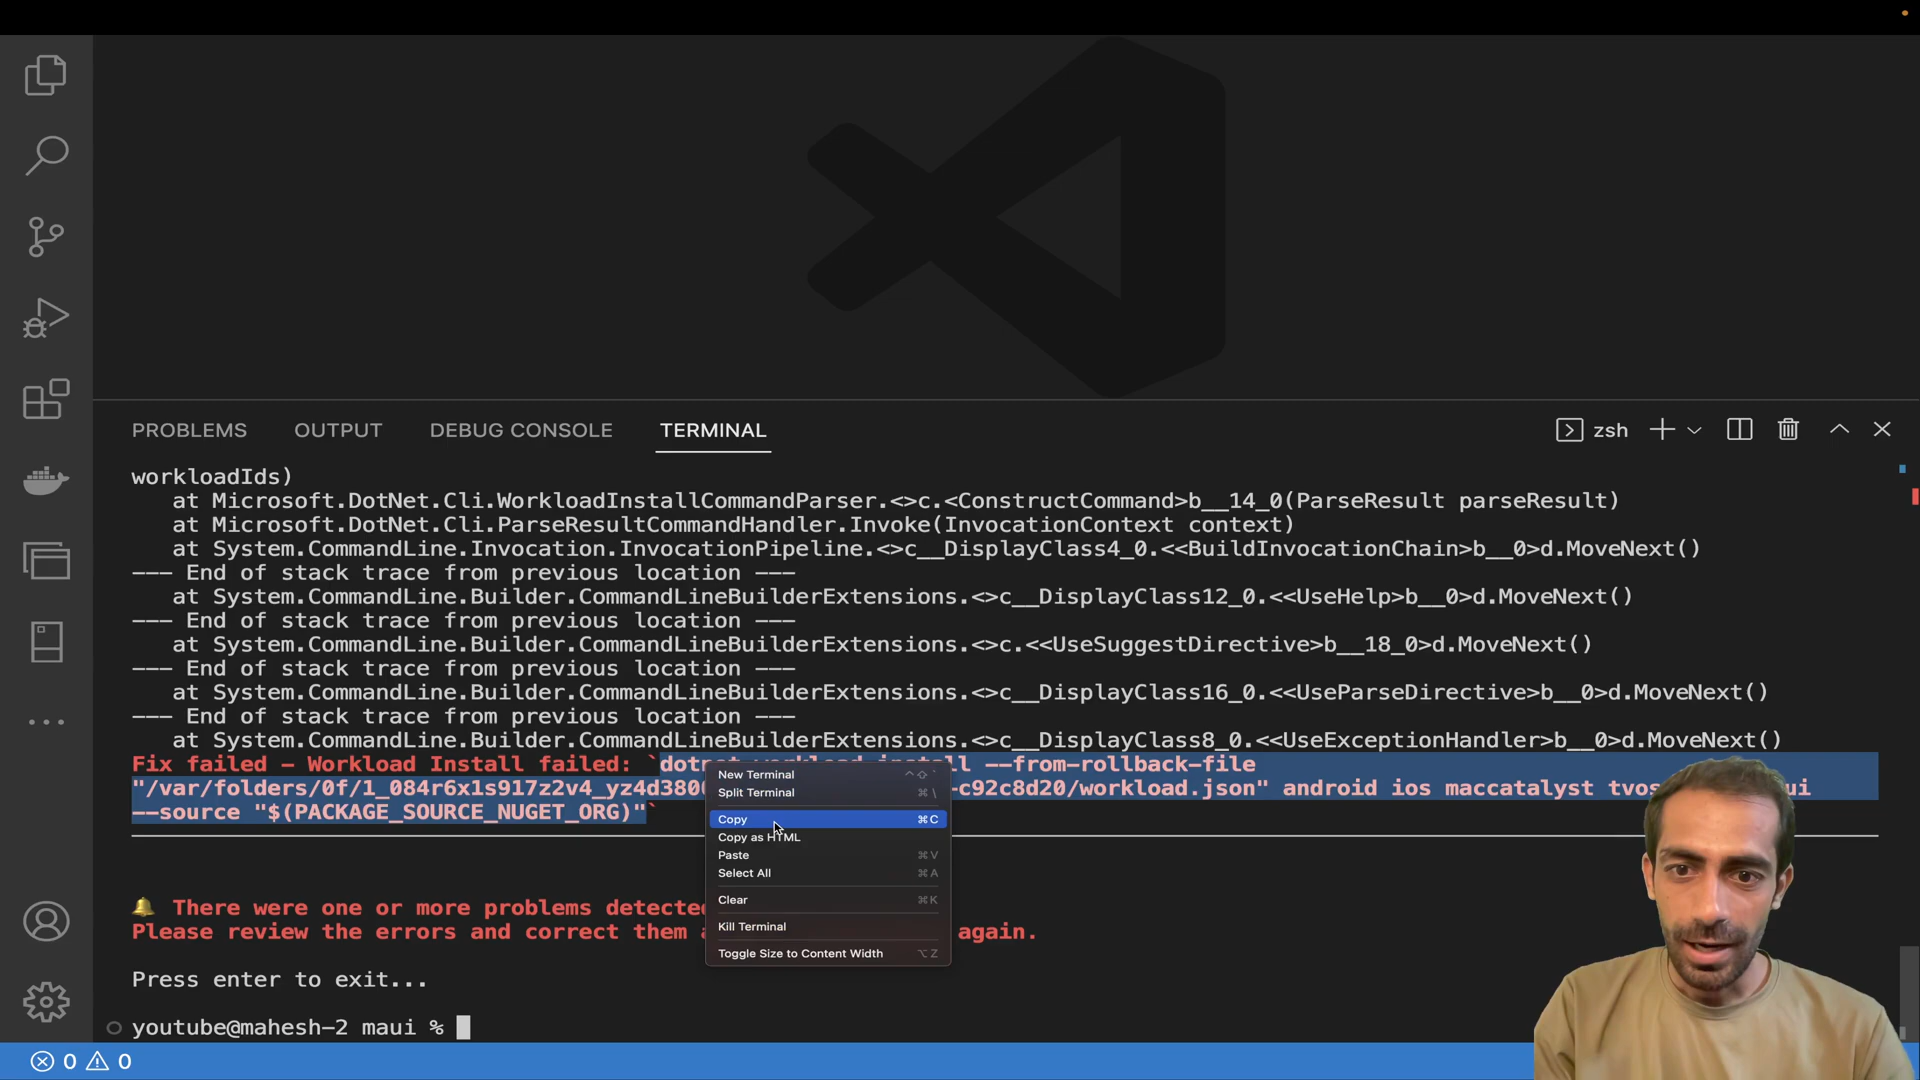 PROBLEMS OUTPUT DEBUG CONSOLE TERMINAL zsh
workloadIds)
at Microsoft.DotNet.Cli.WorkloadInstallCommandParser.<>c.<ConstructCommand>b__14_0(ParseResult parseResult)
at Microsoft.DotNet.Cli.ParseResultCommandHandler.Invoke(InvocationContext context)
at System.CommandLine.Invocation.InvocationPipeline.<>c__DisplayClass4_0.<<BuildInvocationChain>b__0>d.MoveNext()
--- End of stack trace from previous location ---
at System.CommandLine.Builder.CommandLineBuilderExtensions.<>c__DisplayClass12_0.<<UseHelp>b__0>d.MoveNext()
--- End of stack trace from previous location ---
at System.CommandLine.Builder.CommandLineBuilderExtensions.<>c.<<UseSuggestDirective>b__18_0>d.MoveNext()
--- End of stack trace from previous location ---
at System.CommandLine.Builder.CommandLineBuilderExtensions.<>c__DisplayClass16_0.<<UseParseDirective>b__0>d.MoveNext()
--- End of stack trace from previous location ---
at System.CommandLine.Builder.CommandLineBuilderExtensions.<>c__DisplayClass8_0.<<UseExceptionHandler>b__0>d.MoveNext()
Fix failed - Workload Install failed: `dotnet workload install --from-rollback-file
"/var/folders/0f/1_084r6x1s917z2v4_yz4d380 -c92c8d20/workload.json" android ios maccatalyst tvos ui
--source "$(PACKAGE_SOURCE_NUGET_ORG)"`
New Terminal ⌃⇧`
Split Terminal ⌘\
Copy ⌘C
Copy as HTML
Paste ⌘V
Select All ⌘A
Clear ⌘K
Kill Terminal
Toggle Size to Content Width ⌥Z
🔔 There were one or more problems detected
Please review the errors and correct them a again.
Press enter to exit...
youtube@mahesh-2 maui %
0 0